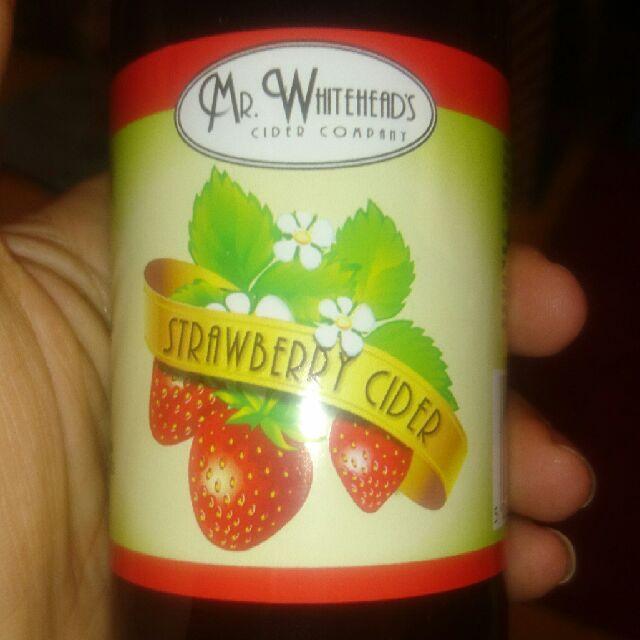 MR. WHITEHEAD'S
CIDER COMPANY
STRAWBERRY CIDER